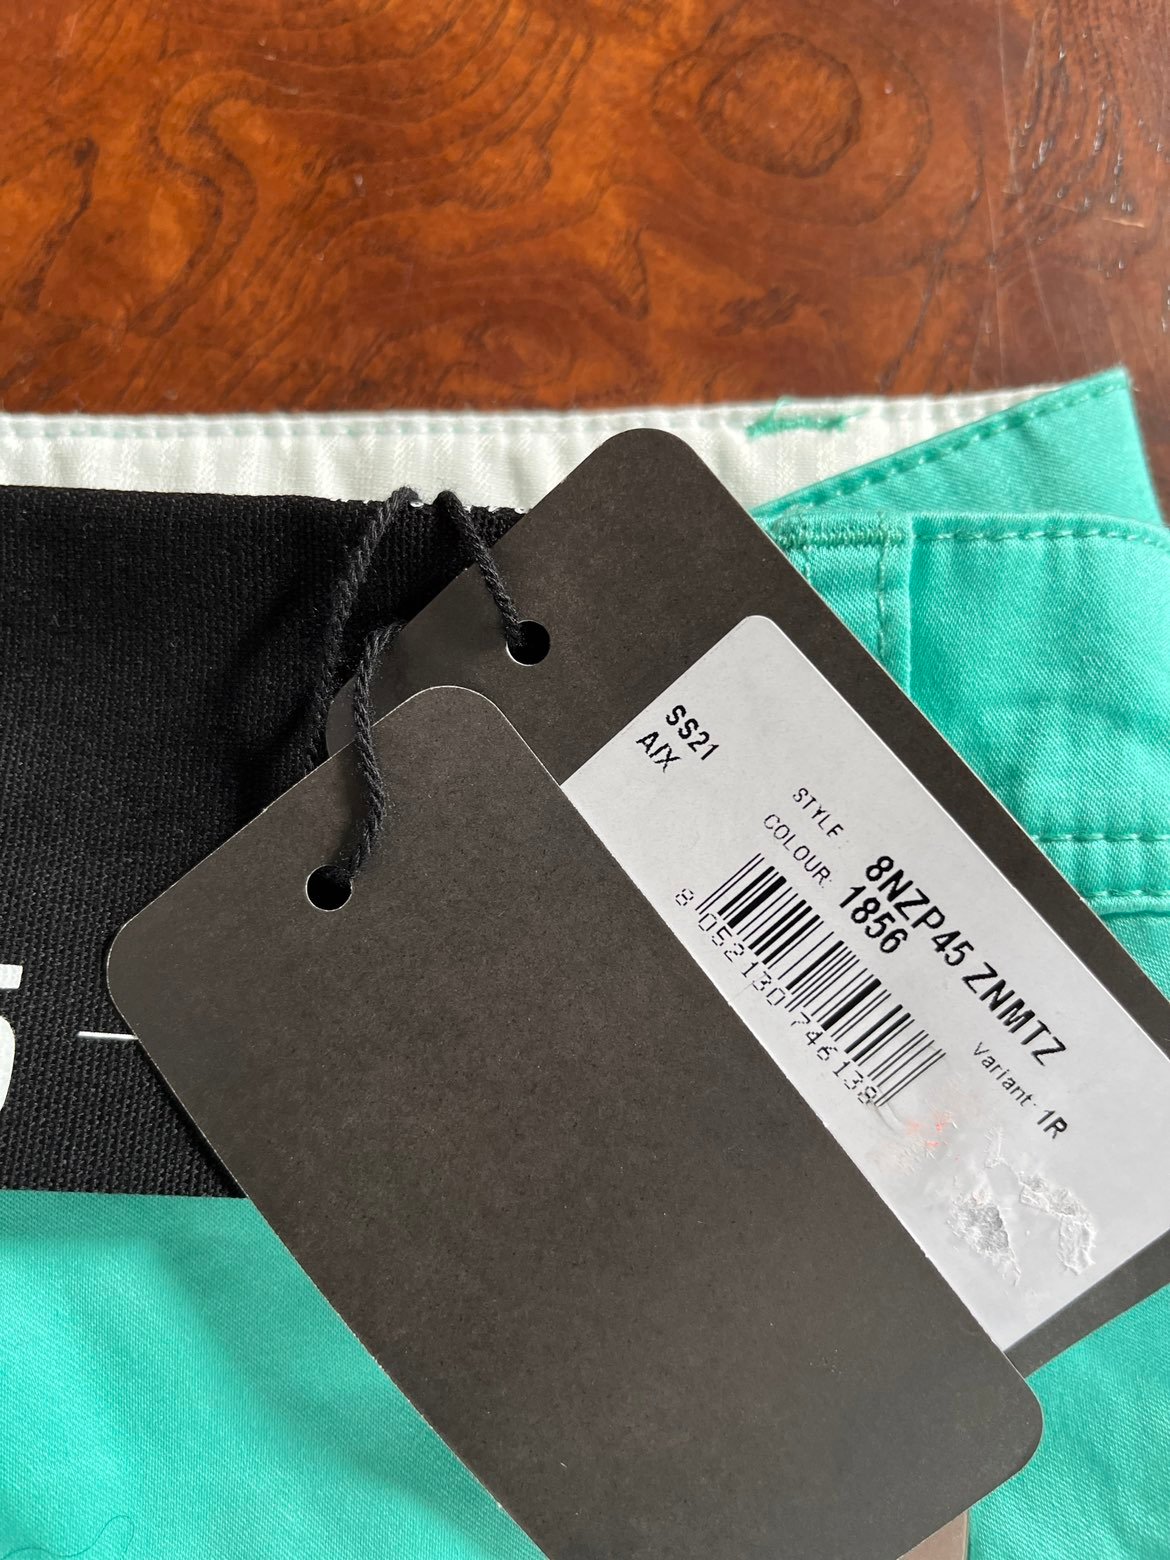 SS21
A/X
STYLE 8NZP45 ZNMTZ
COLOUR: 1856
Variant: 1R
8 052130 746138